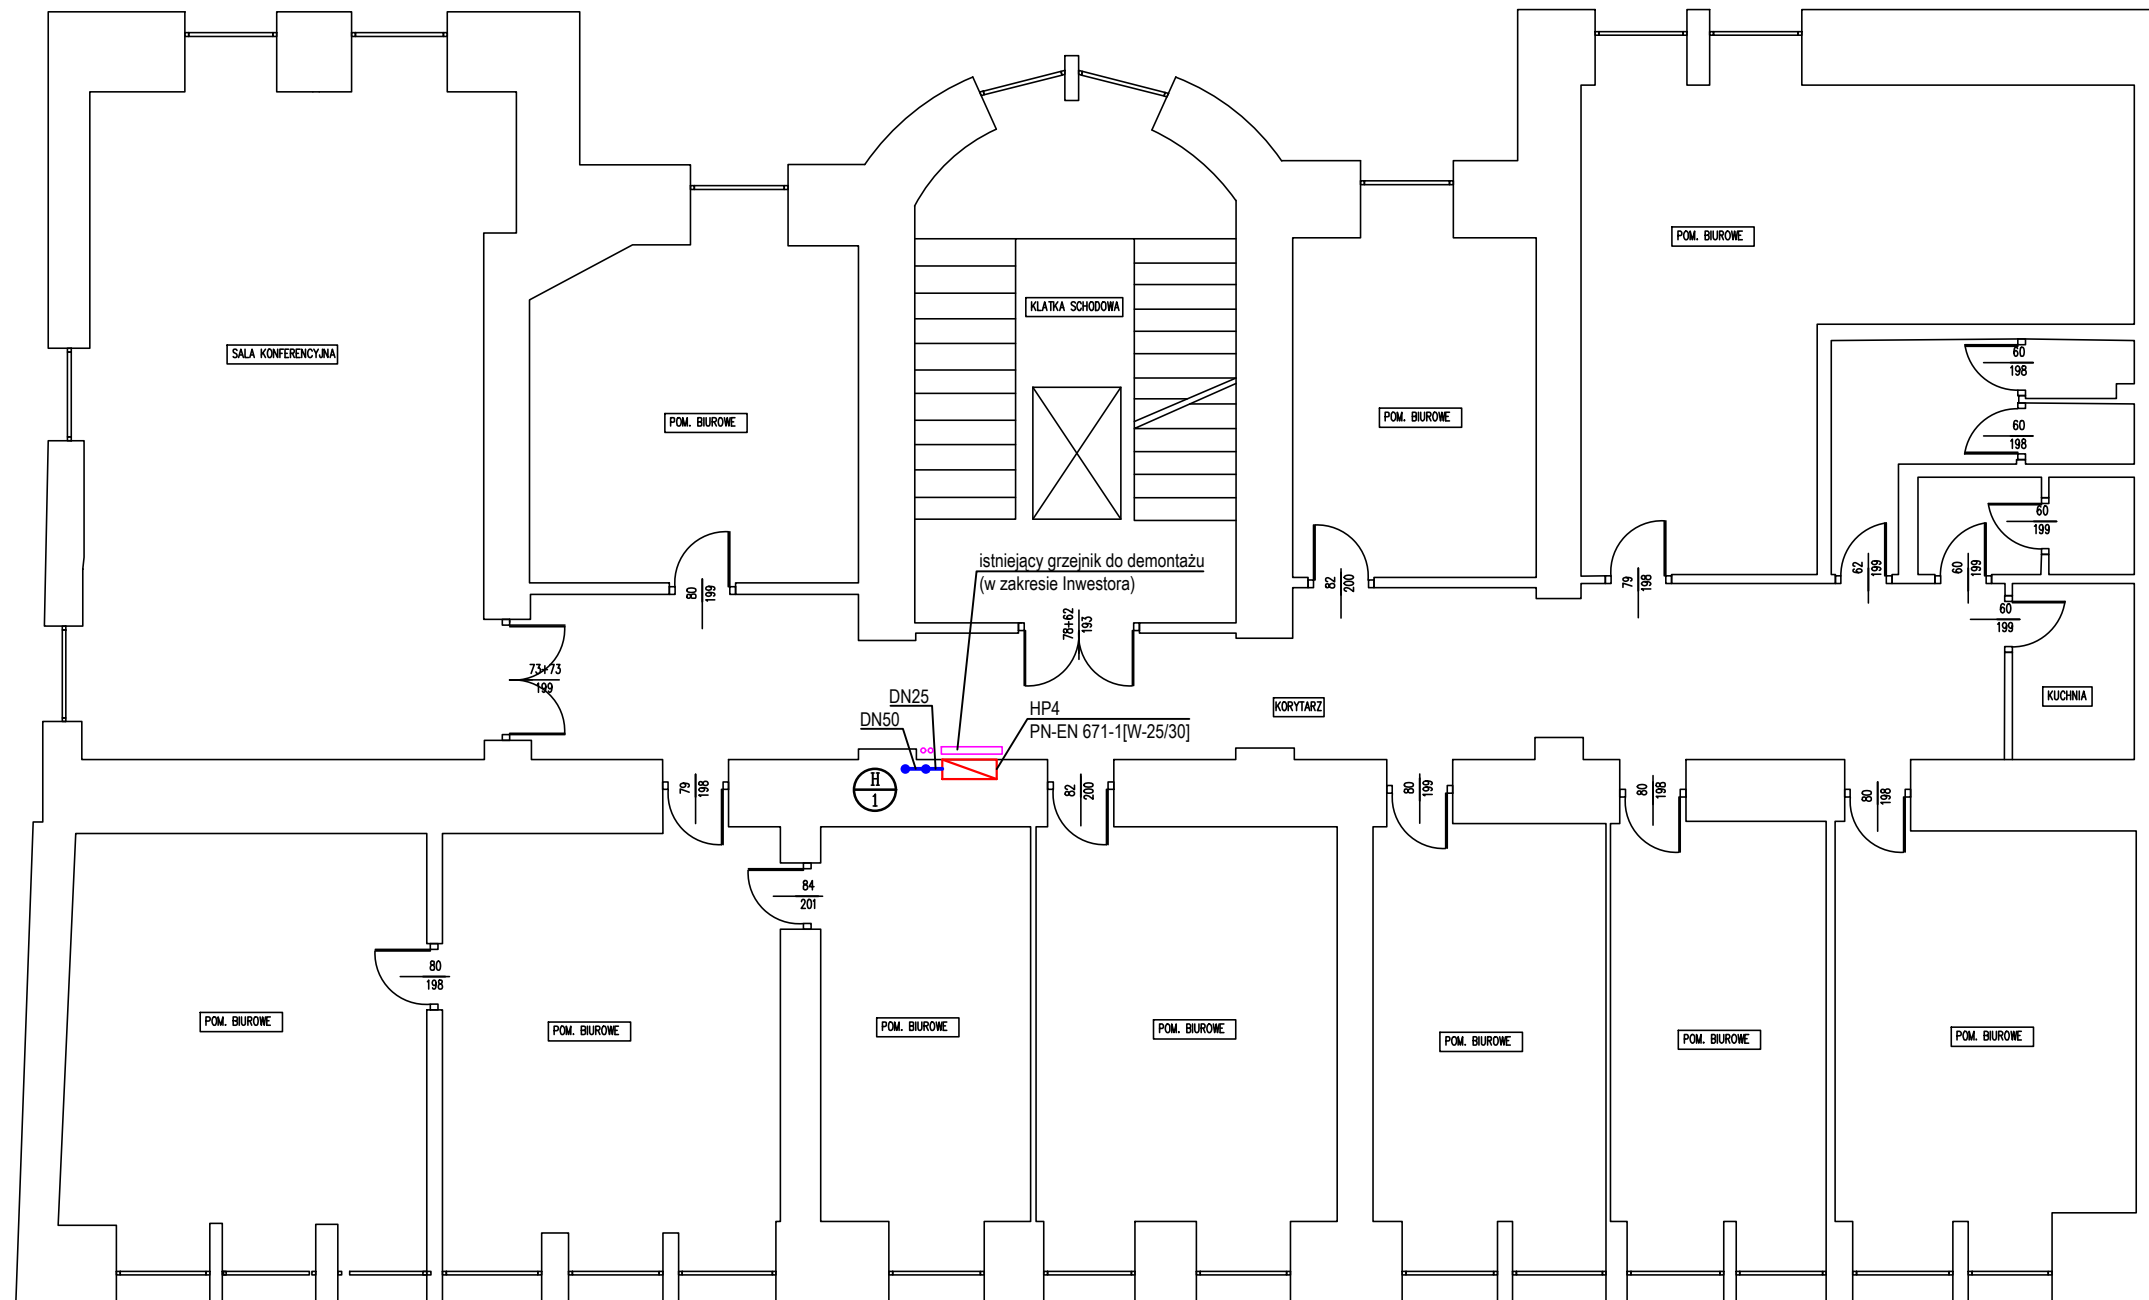 POM. BIUROWE
KLATKA SCHODOWA
SALA KONFERENCYJNA
POM. BIUROWE
POM. BIUROWE
60
198
60
198
60
199
istniejący grzejnik do demontażu
(w zakresie Inwestora)
80
199
78+62
193
82
200
79
198
62
199
60
199
60
199
73+73
199
DN25
DN50
HP4
PN-EN 671-1[W-25/30]
KORYTARZ
KUCHNIA
H
1
79
198
82
200
80
199
80
198
80
198
84
201
80
198
POM. BIUROWE
POM. BIUROWE
POM. BIUROWE
POM. BIUROWE
POM. BIUROWE
POM. BIUROWE
POM. BIUROWE